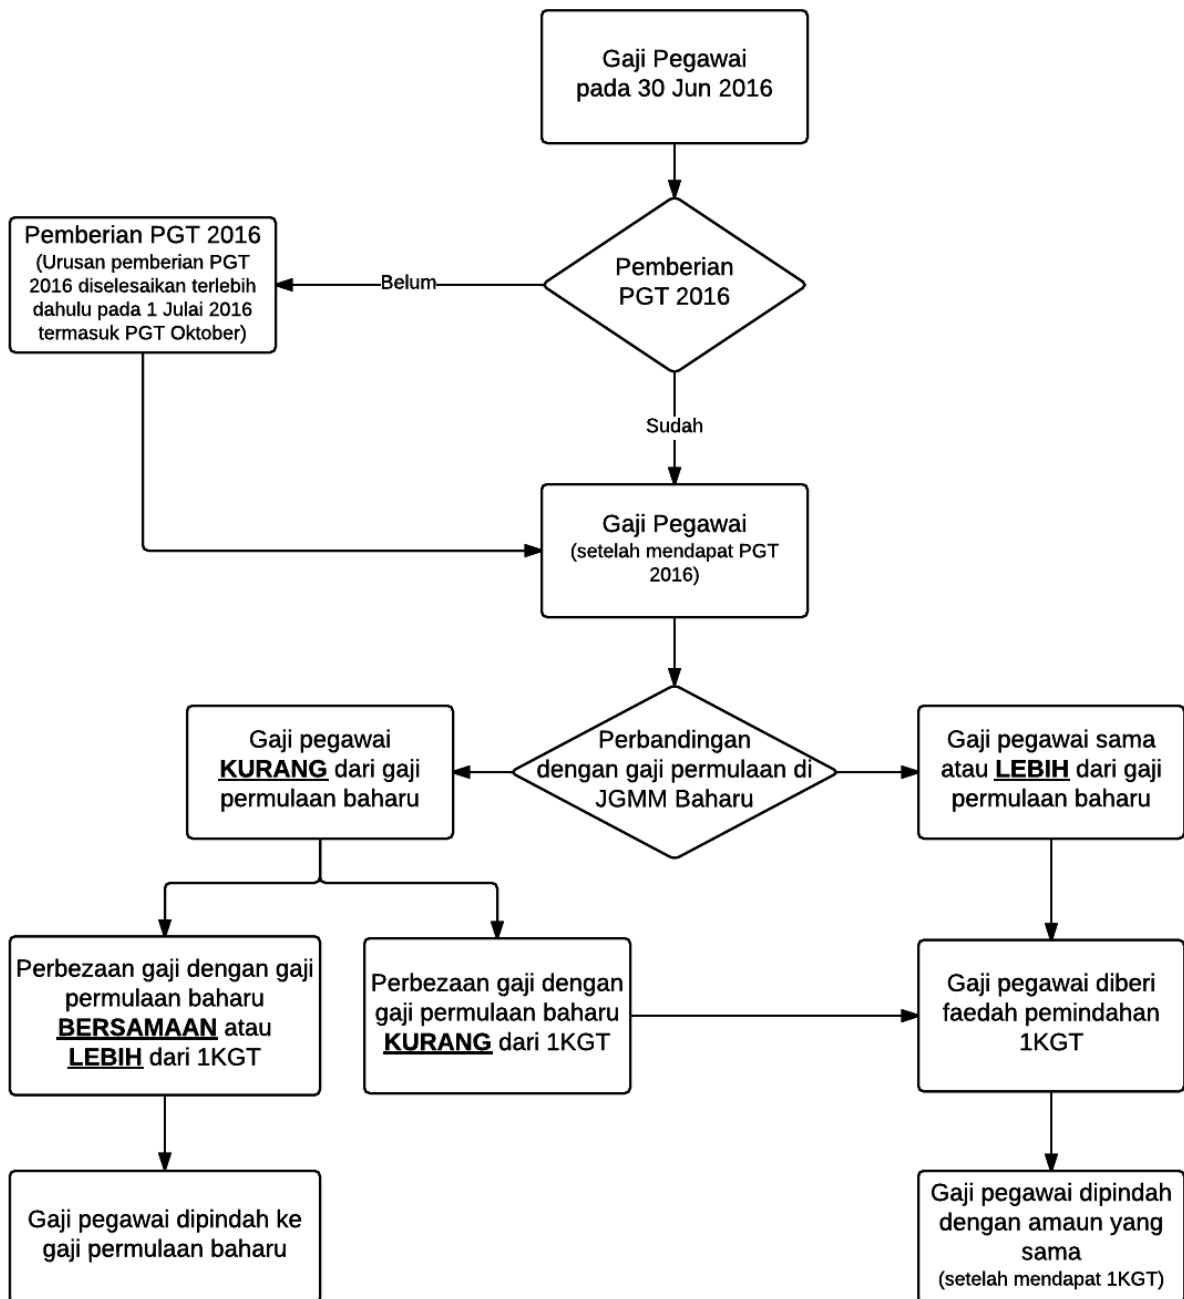 Gaji Pegawai
pada 30 Jun 2016
Pemberian PGT 2016
(Urusan pemberian PGT
2016 diselesaikan terlebih
dahulu pada 1 Julai 2016
termasuk PGT Oktober)
Belum
Pemberian
PGT 2016
Sudah
Gaji Pegawai
(setelah mendapat PGT
2016)
Gaji pegawai
KURANG dari gaji
permulaan baharu
Perbandingan
dengan gaji permulaan di
JGMM Baharu
Gaji pegawai sama
atau LEBIH dari gaji
permulaan baharu
Perbezaan gaji dengan gaji
permulaan baharu
BERSAMAAN atau
LEBIH dari 1KGT
Perbezaan gaji dengan
gaji permulaan baharu
KURANG dari 1KGT
Gaji pegawai diberi
faedah pemindahan
1KGT
Gaji pegawai dipindah ke
gaji permulaan baharu
Gaji pegawai dipindah
dengan amaun yang
sama
(setelah mendapat 1KGT)